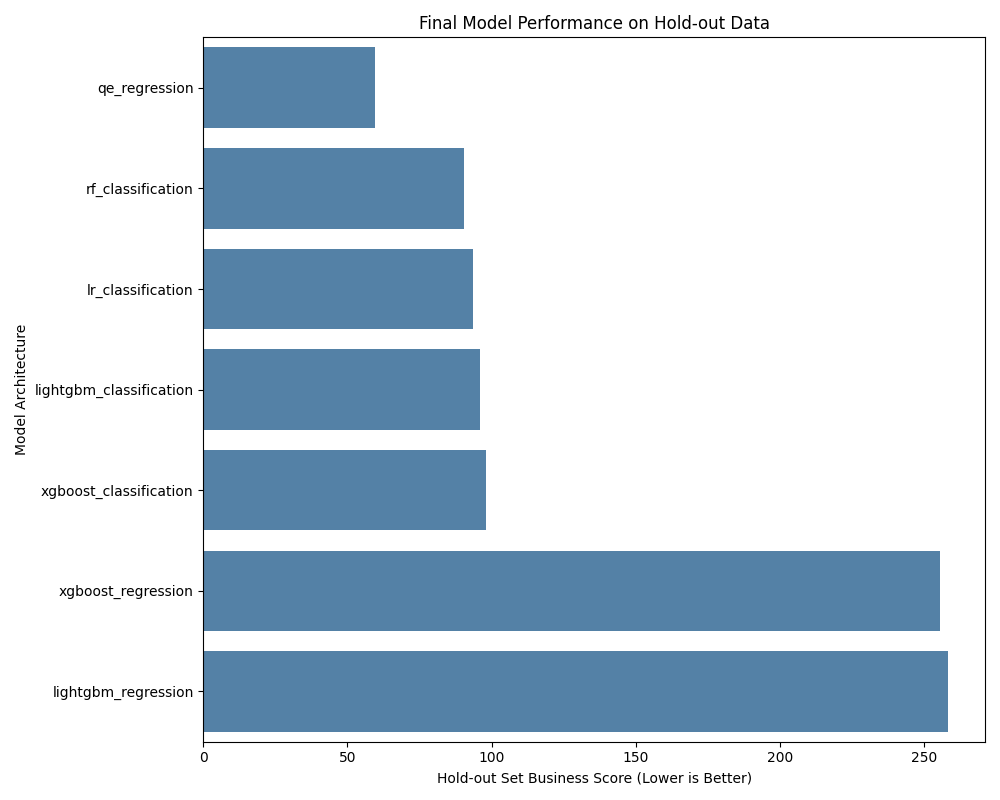 Final Model Performance on Hold-out Data
Model Architecture
qe_regression
rf_classification
lr_classification
lightgbm_classification
xgboost_classification
xgboost_regression
lightgbm_regression
0 50 100 150 200 250
Hold-out Set Business Score (Lower is Better)